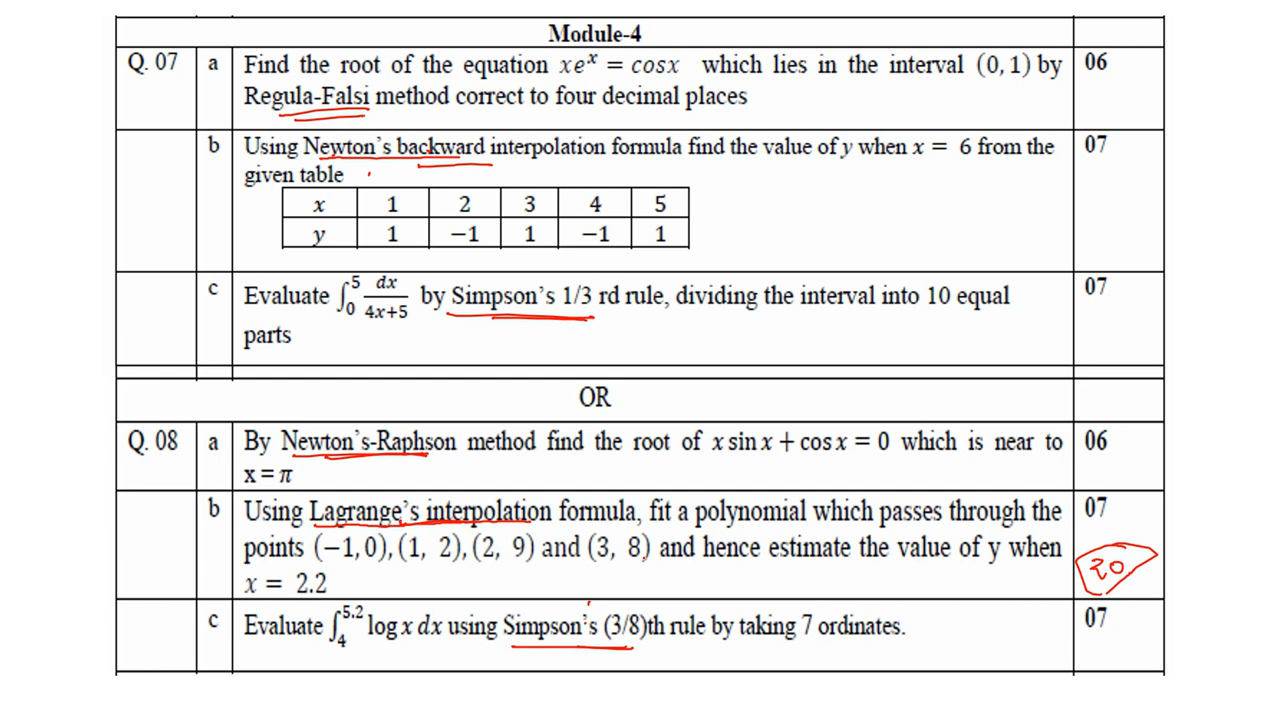 Module-4
Q. 07 a Find the root of the equation xeˣ = cosx which lies in the interval (0, 1) by 06
Regula-Falsi method correct to four decimal places
b Using Newton's backward interpolation formula find the value of y when x = 6 from the 07
given table
x 1 2 3 4 5
y 1 −1 1 −1 1
c Evaluate ∫₀⁵ dx/(4x+5) by Simpson's 1/3 rd rule, dividing the interval into 10 equal 07
parts
OR
Q. 08 a By Newton's-Raphson method find the root of x sin x + cos x = 0 which is near to 06
x = π
b Using Lagrange's interpolation formula, fit a polynomial which passes through the 07
points (−1, 0), (1, 2), (2, 9) and (3, 8) and hence estimate the value of y when
x = 2.2
20
c Evaluate ∫₄^5.2 log x dx using Simpson's (3/8)th rule by taking 7 ordinates. 07